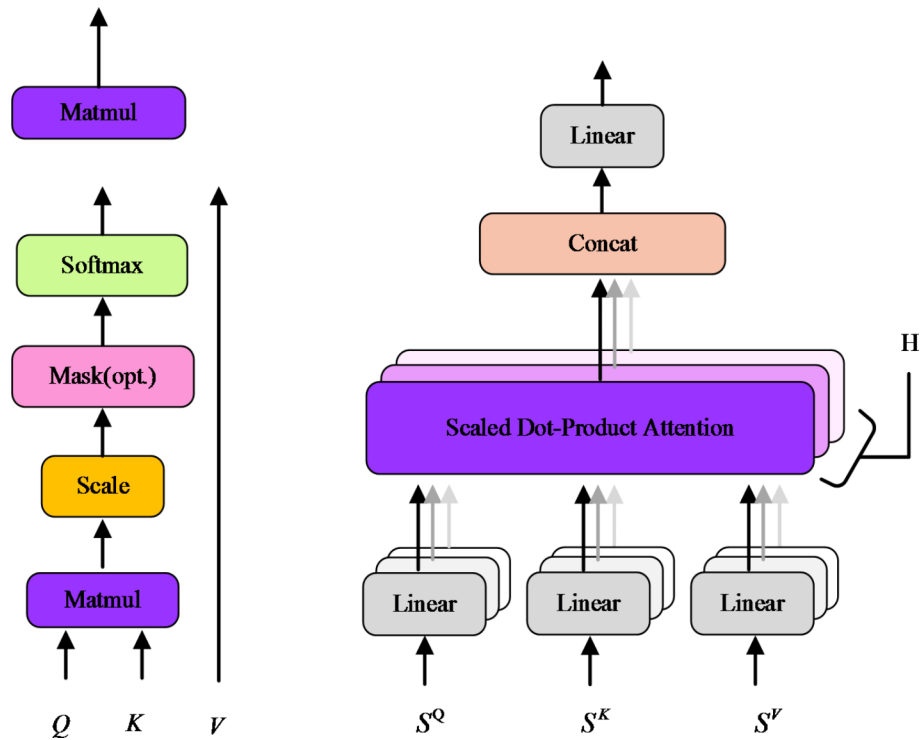 Matmul
Softmax
Mask(opt.)
Scale
Matmul
Q K V
Linear
Concat
H
Scaled Dot-Product Attention
Linear Linear Linear
S^Q S^K S^V